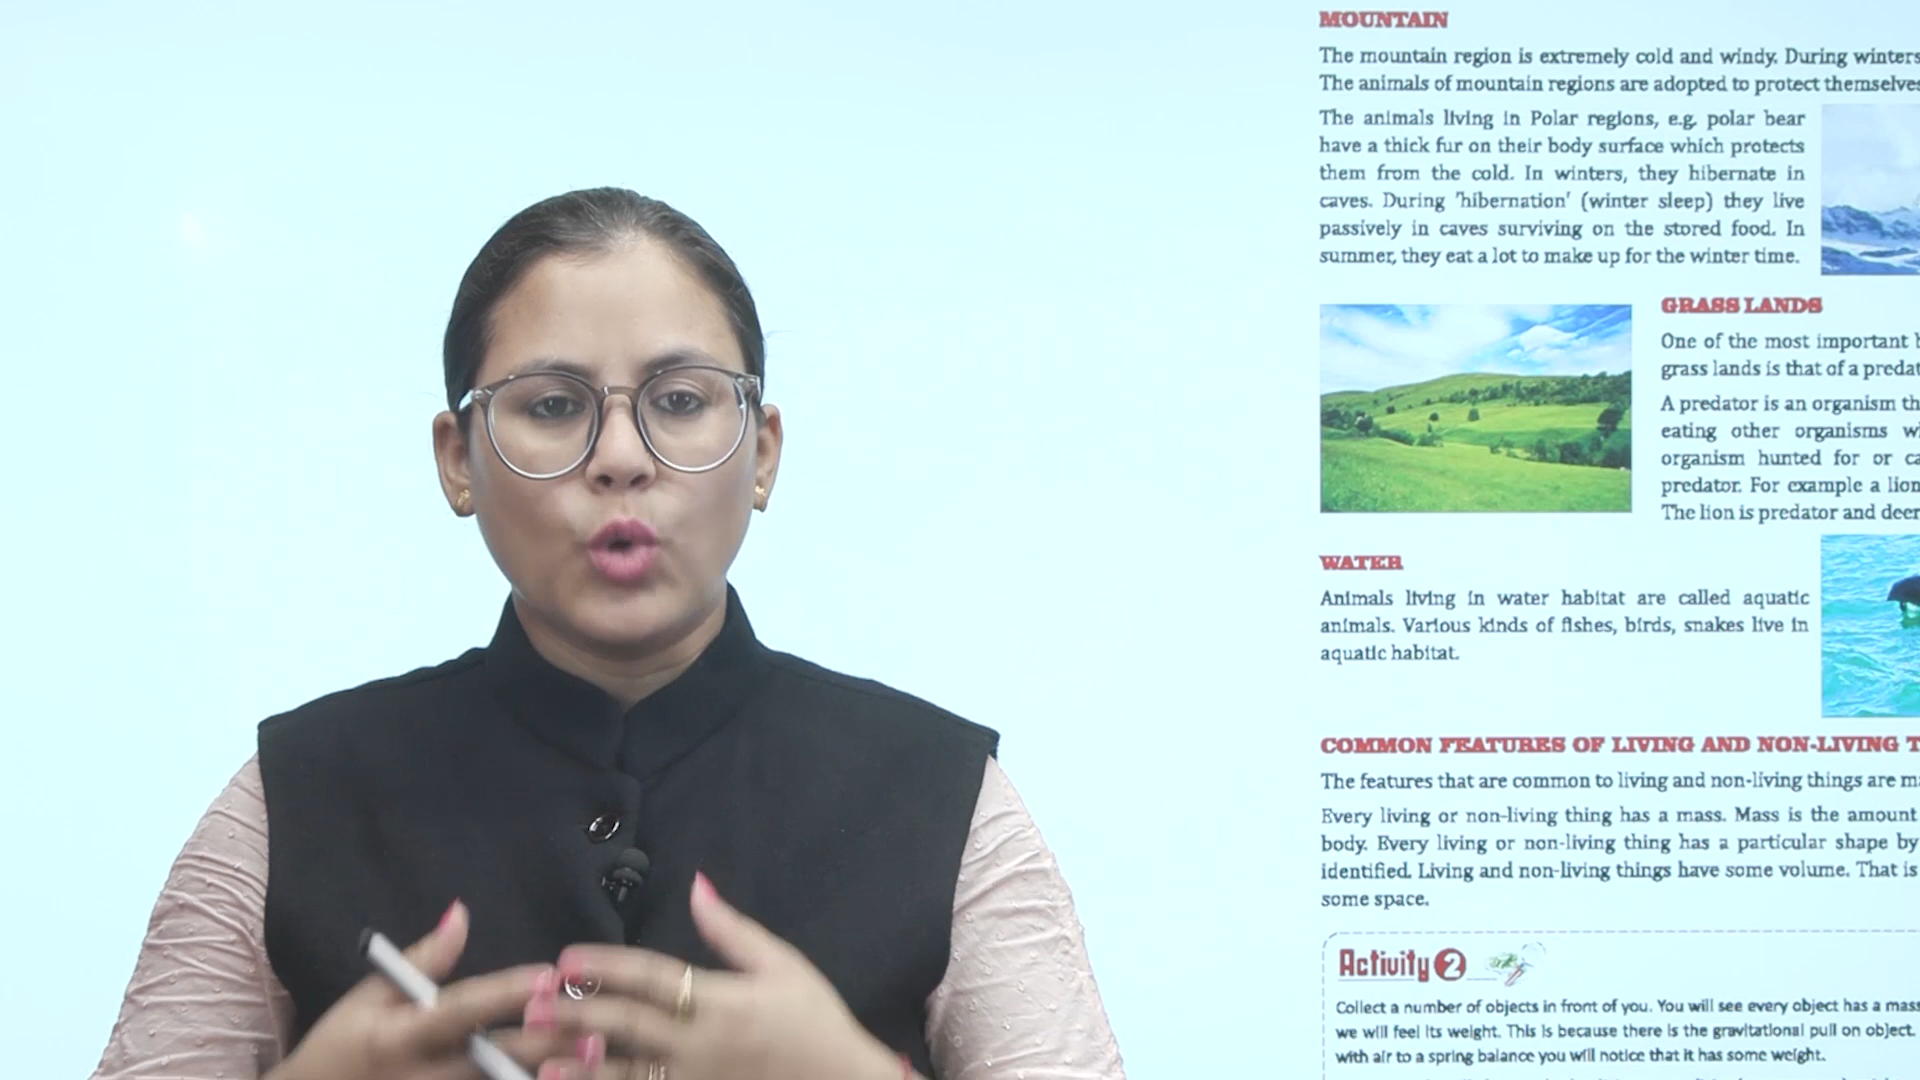 MOUNTAIN
The mountain region is extremely cold and windy. During winters
The animals of mountain regions are adopted to protect themselves
The animals living in Polar regions, e.g. polar bear
have a thick fur on their body surface which protects
them from the cold. In winters, they hibernate in
caves. During 'hibernation' (winter sleep) they live
passively in caves surviving on the stored food. In
summer, they eat a lot to make up for the winter time.
GRASS LANDS
One of the most important
grass lands is that of a predat
A predator is an organism th
eating other organisms w
organism hunted for or ca
predator. For example a lion
The lion is predator and deer
WATER
Animals living in water habitat are called aquatic
animals. Various kinds of fishes, birds, snakes live in
aquatic habitat.
COMMON FEATURES OF LIVING AND NON-LIVING T
The features that are common to living and non-living things are m
Every living or non-living thing has a mass. Mass is the amount
body. Every living or non-living thing has a particular shape by
identified. Living and non-living things have some volume. That is
some space.
Activity 2
Collect a number of objects in front of you. You will see every object has a mass
we will feel its weight. This is because there is the gravitational pull on object.
with air to a spring balance you will notice that it has some weight.